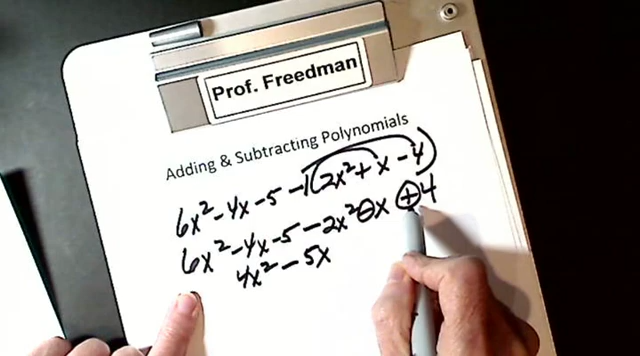 Prof. Freedman
Adding & Subtracting Polynomials
6x² - 4x - 5 - 1(2x² + x - 4)
6x² - 4x - 5 - 2x² - x + 4
4x² - 5x